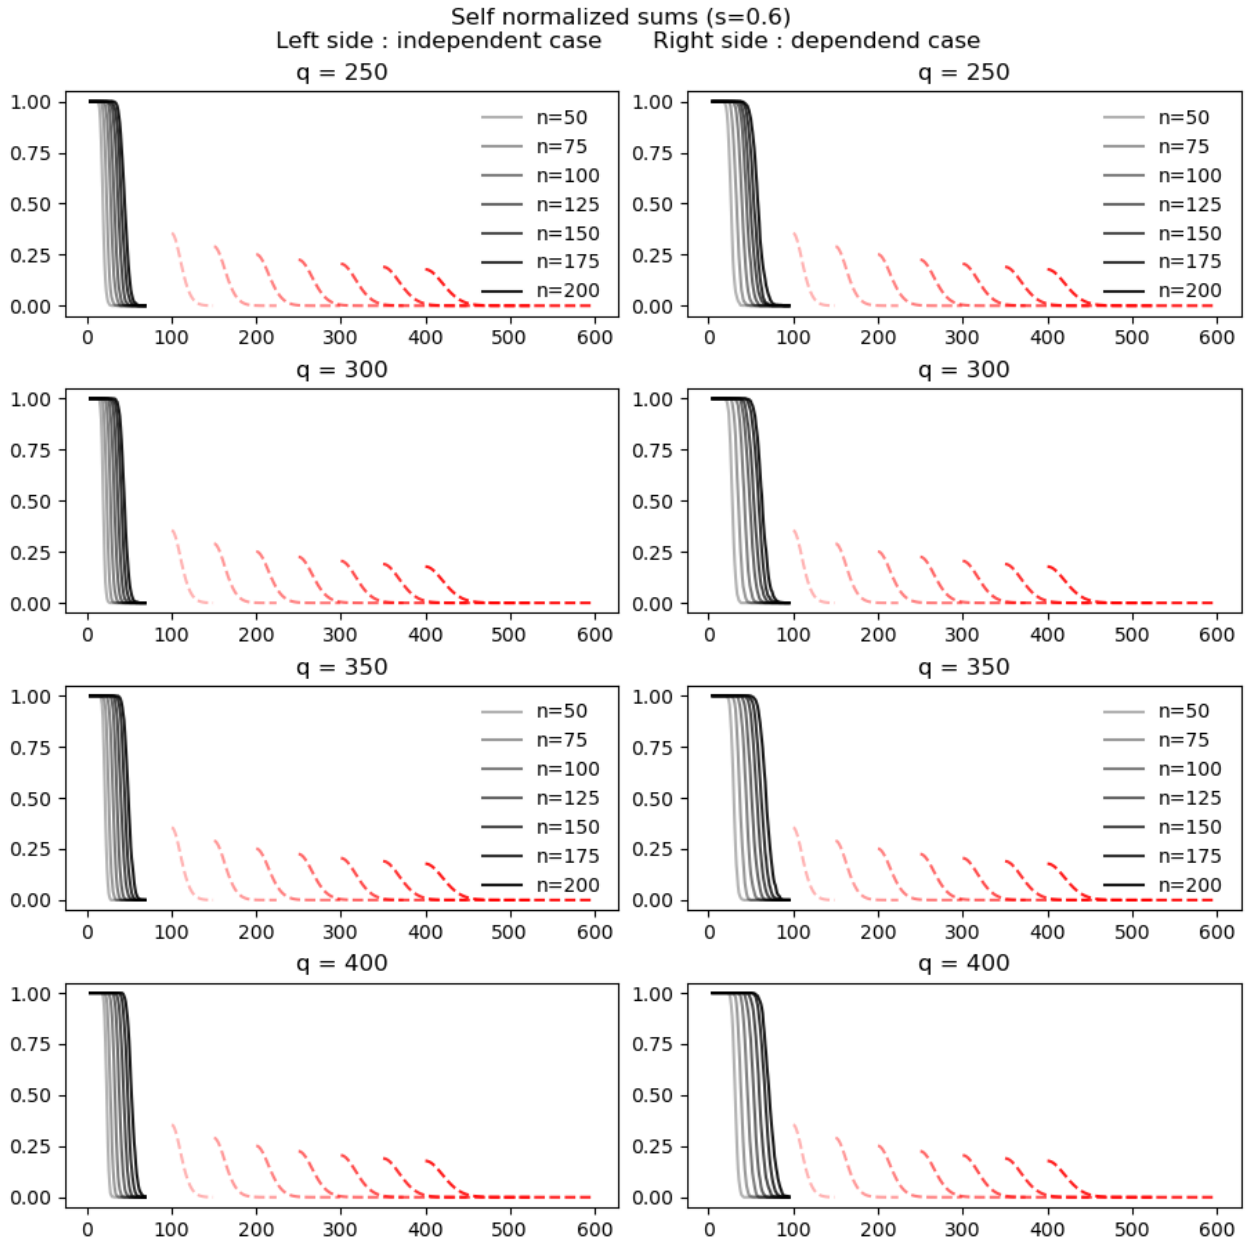 Self normalized sums (s=0.6)
Left side : independent case Right side : dependend case
q = 250
1.00
0.75
0.50
0.25
0.00
0 100 200 300 400 500 600
n=50
n=75
n=100
n=125
n=150
n=175
n=200
q = 250
1.00
0.75
0.50
0.25
0.00
0 100 200 300 400 500 600
n=50
n=75
n=100
n=125
n=150
n=175
n=200
q = 300
1.00
0.75
0.50
0.25
0.00
0 100 200 300 400 500 600
q = 300
1.00
0.75
0.50
0.25
0.00
0 100 200 300 400 500 600
q = 350
1.00
0.75
0.50
0.25
0.00
0 100 200 300 400 500 600
n=50
n=75
n=100
n=125
n=150
n=175
n=200
q = 350
1.00
0.75
0.50
0.25
0.00
0 100 200 300 400 500 600
n=50
n=75
n=100
n=125
n=150
n=175
n=200
q = 400
1.00
0.75
0.50
0.25
0.00
0 100 200 300 400 500 600
q = 400
1.00
0.75
0.50
0.25
0.00
0 100 200 300 400 500 600